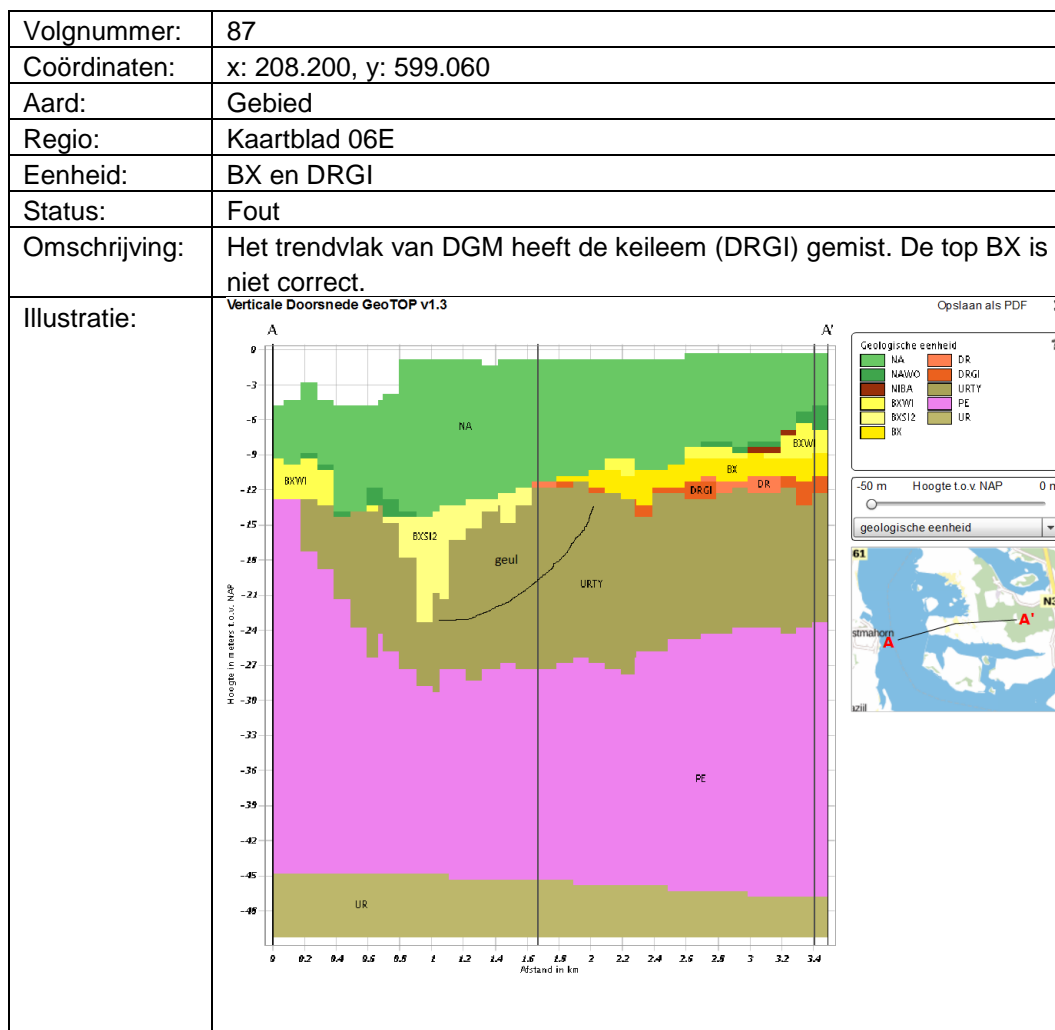 Volgnummer: 87
Coördinaten: x: 208.200, y: 599.060
Aard: Gebied
Regio: Kaartblad 06E
Eenheid: BX en DRGI
Status: Fout
Omschrijving: Het trendvlak van DGM heeft de keileem (DRGI) gemist. De top BX is
niet correct.
Illustratie:
Verticale Doorsnede GeoTOP v1.3 Opslaan als PDF
A A'
Geologische eenheid
NA DR
NAWO DRGI
NIBA URTY
BXWI PE
BXSI2 UR
BX
-50 m Hoogte t.o.v. NAP 0 m
geologische eenheid
61
N3
stmahorn
A A'
Hoogte in meters t.o.v. NAP
0
-3
-6
-9
-12
-15
-18
-21
-24
-27
-30
-33
-36
-39
-42
-45
-48
NA
BXWI
BXWI
BX
DRGI
DR
BXSI2
geul
URTY
PE
UR
0 0.2 0.4 0.6 0.8 1 1.2 1.4 1.6 1.8 2 2.2 2.4 2.6 2.8 3 3.2 3.4
Afstand in km